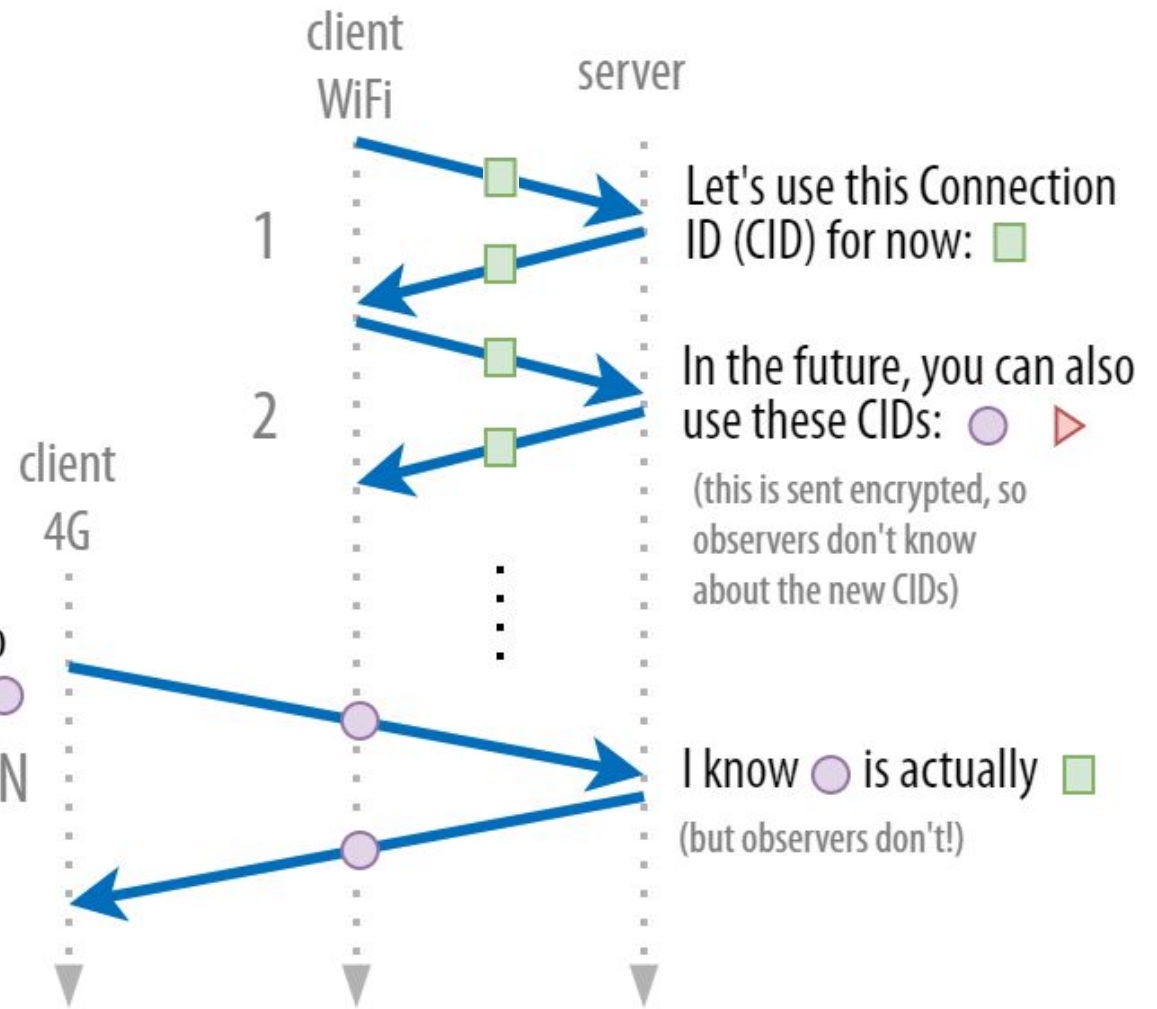 client
WiFi
server
Let's use this Connection
ID (CID) for now:
1
In the future, you can also
use these CIDs:
2
(this is sent encrypted, so
observers don't know
about the new CIDs)
client
4G
N
I know is actually
(but observers don't!)